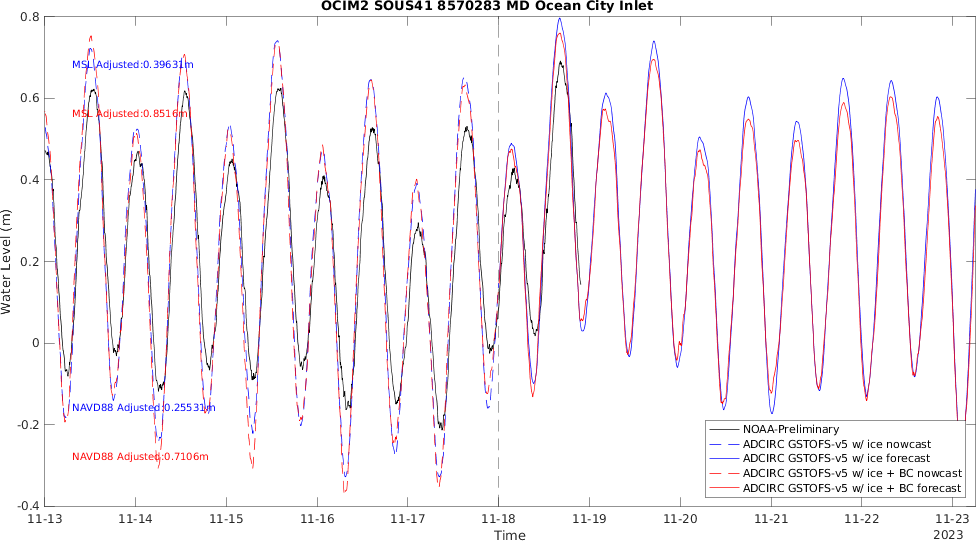 OCIM2 SOUS41 8570283 MD Ocean City Inlet
0.8
0.6
0.4
0.2
0
-0.2
-0.4
Water Level (m)
MSL Adjusted:0.39631m
MSL Adjusted:0.8516m
NAVD88 Adjusted:0.25531m
NAVD88 Adjusted:0.7106m
NOAA-Preliminary
ADCIRC GSTOFS-v5 w/ ice nowcast
ADCIRC GSTOFS-v5 w/ ice forecast
ADCIRC GSTOFS-v5 w/ ice + BC nowcast
ADCIRC GSTOFS-v5 w/ ice + BC forecast
11-13 11-14 11-15 11-16 11-17 11-18 11-19 11-20 11-21 11-22 11-23
Time
2023